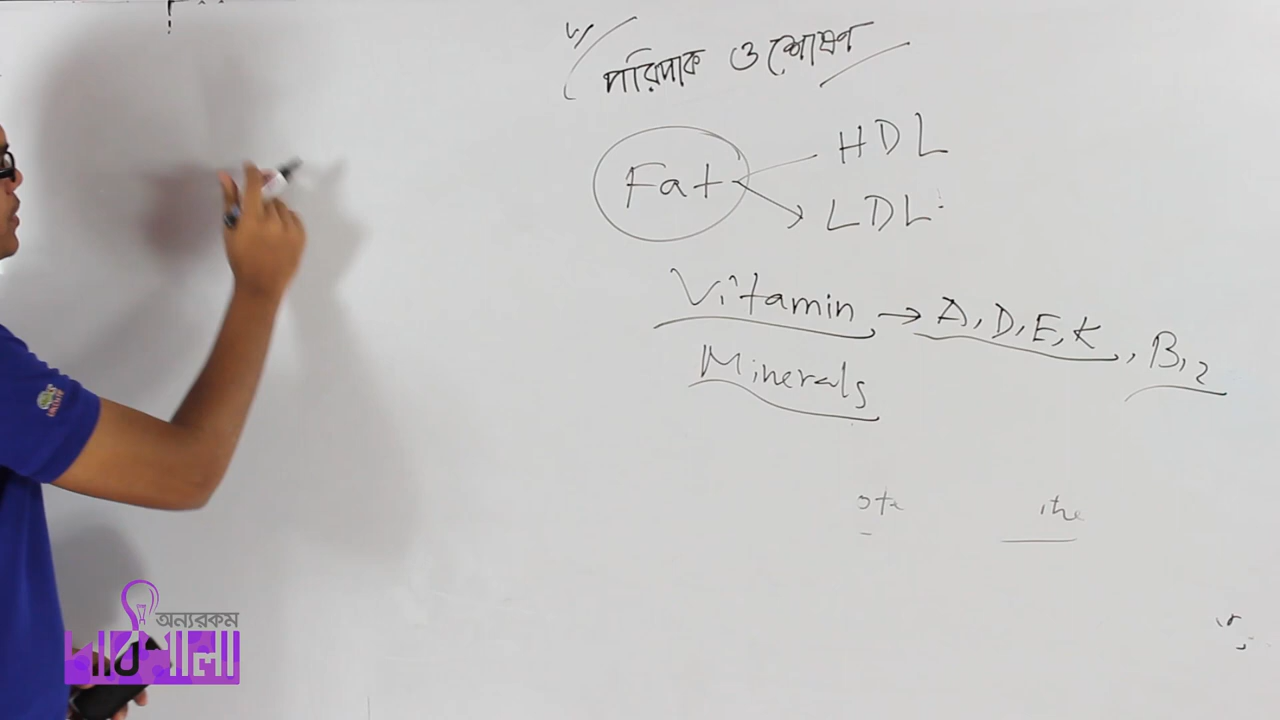 পরিপাক ও শোষণ
Fat
HDL
LDL
Vitamin → A, D, E, K, B12
Minerals
অন্যরকম
পাঠশালা